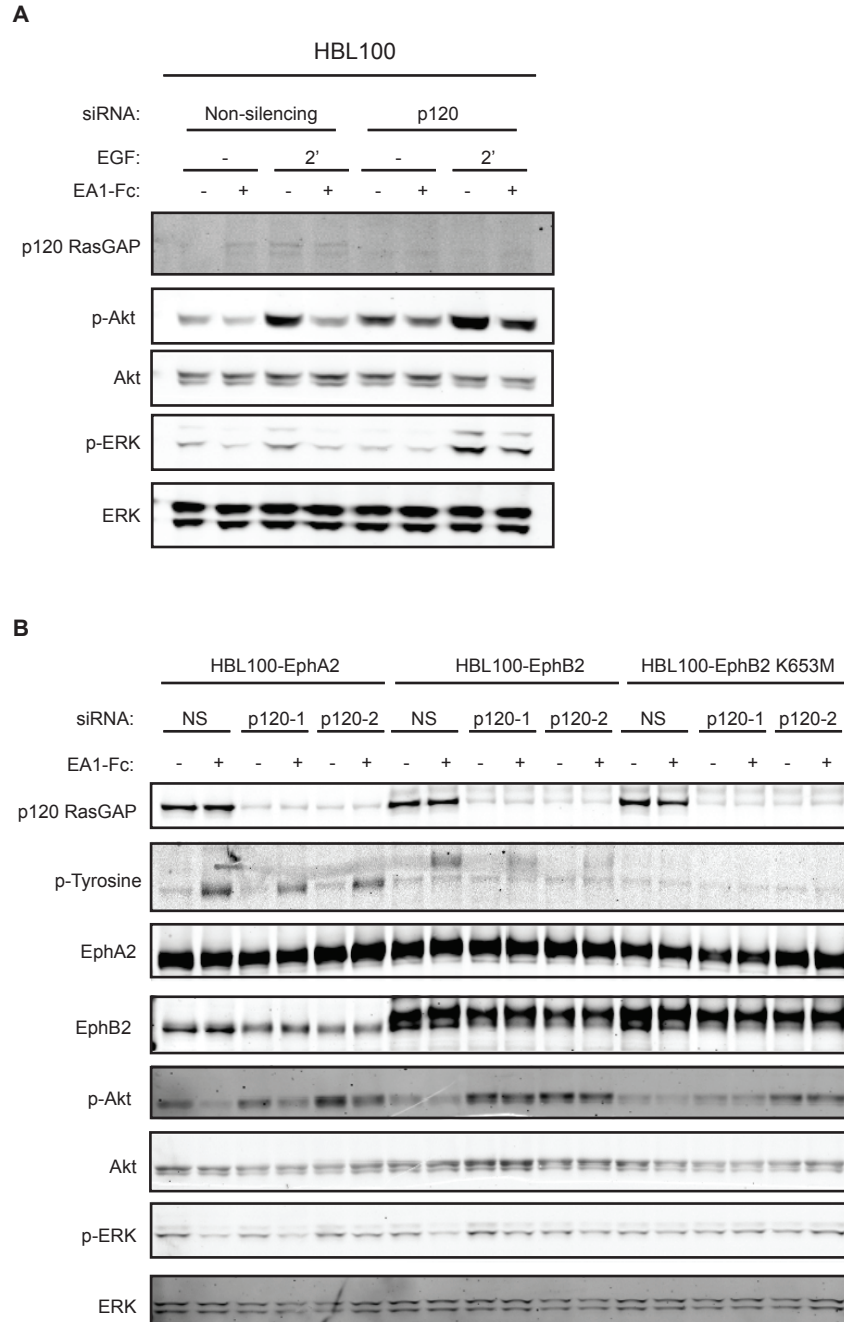 A
HBL100
siRNA: Non-silencing p120
EGF: - 2' - 2'
EA1-Fc: - + - + - + - +
p120 RasGAP
p-Akt
Akt
p-ERK
ERK
B
HBL100-EphA2 HBL100-EphB2 HBL100-EphB2 K653M
siRNA: NS p120-1 p120-2 NS p120-1 p120-2 NS p120-1 p120-2
EA1-Fc: - + - + - + - + - + - + - + - + - +
p120 RasGAP
p-Tyrosine
EphA2
EphB2
p-Akt
Akt
p-ERK
ERK